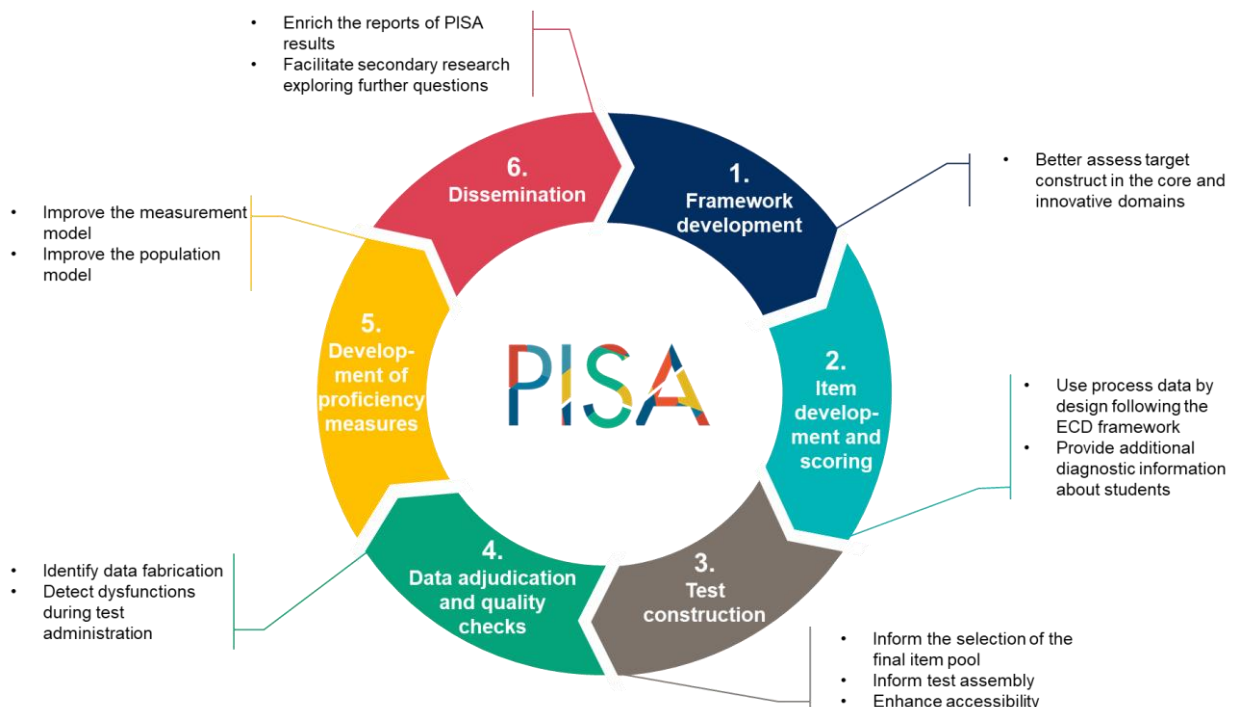 • Enrich the reports of PISA
results
• Facilitate secondary research
exploring further questions
1.
Framework
development
• Better assess target
construct in the core and
innovative domains
2.
Item
develop-
ment and
scoring
• Use process data by
design following the
ECD framework
• Provide additional
diagnostic information
about students
3.
Test
construction
• Inform the selection of the
final item pool
• Inform test assembly
• Enhance accessibility
4.
Data adjudication
and quality
checks
• Identify data fabrication
• Detect dysfunctions
during test
administration
5.
Develop-
ment of
proficiency
measures
• Improve the measurement
model
• Improve the population
model
6.
Dissemination
PISA